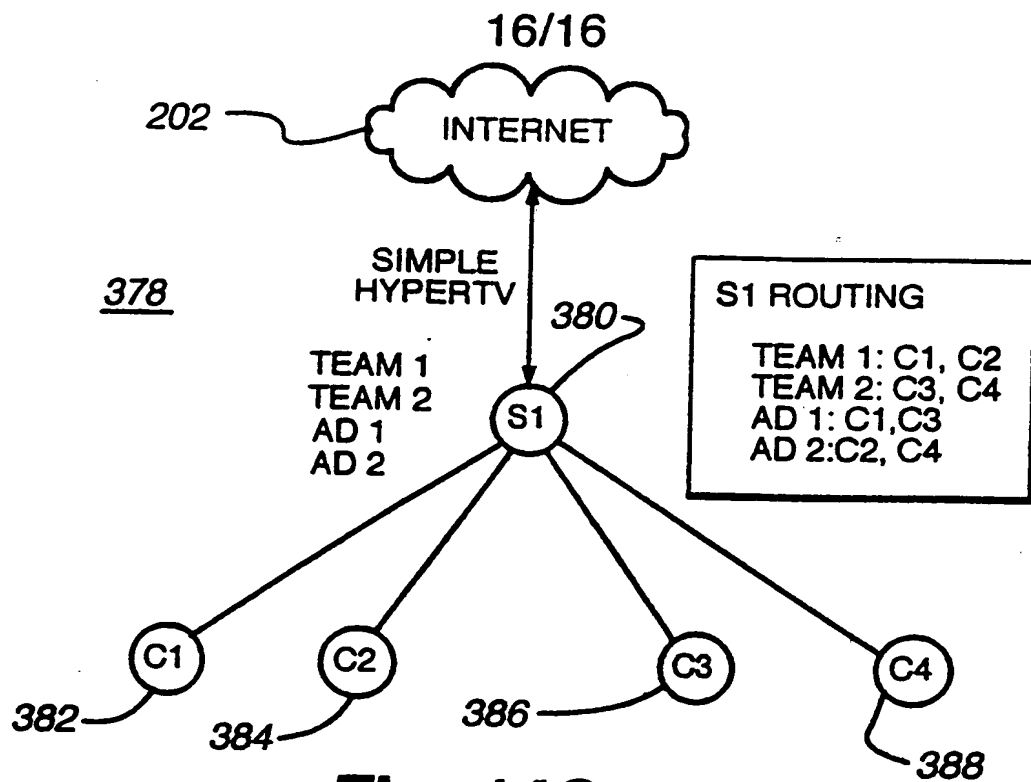 16/16
202
INTERNET
SIMPLE
HYPERTV
378
380
TEAM 1
TEAM 2
AD 1
AD 2
S1
S1 ROUTING
TEAM 1: C1, C2
TEAM 2: C3, C4
AD 1: C1,C3
AD 2:C2, C4
C1
C2
C3
C4
382
384
386
388